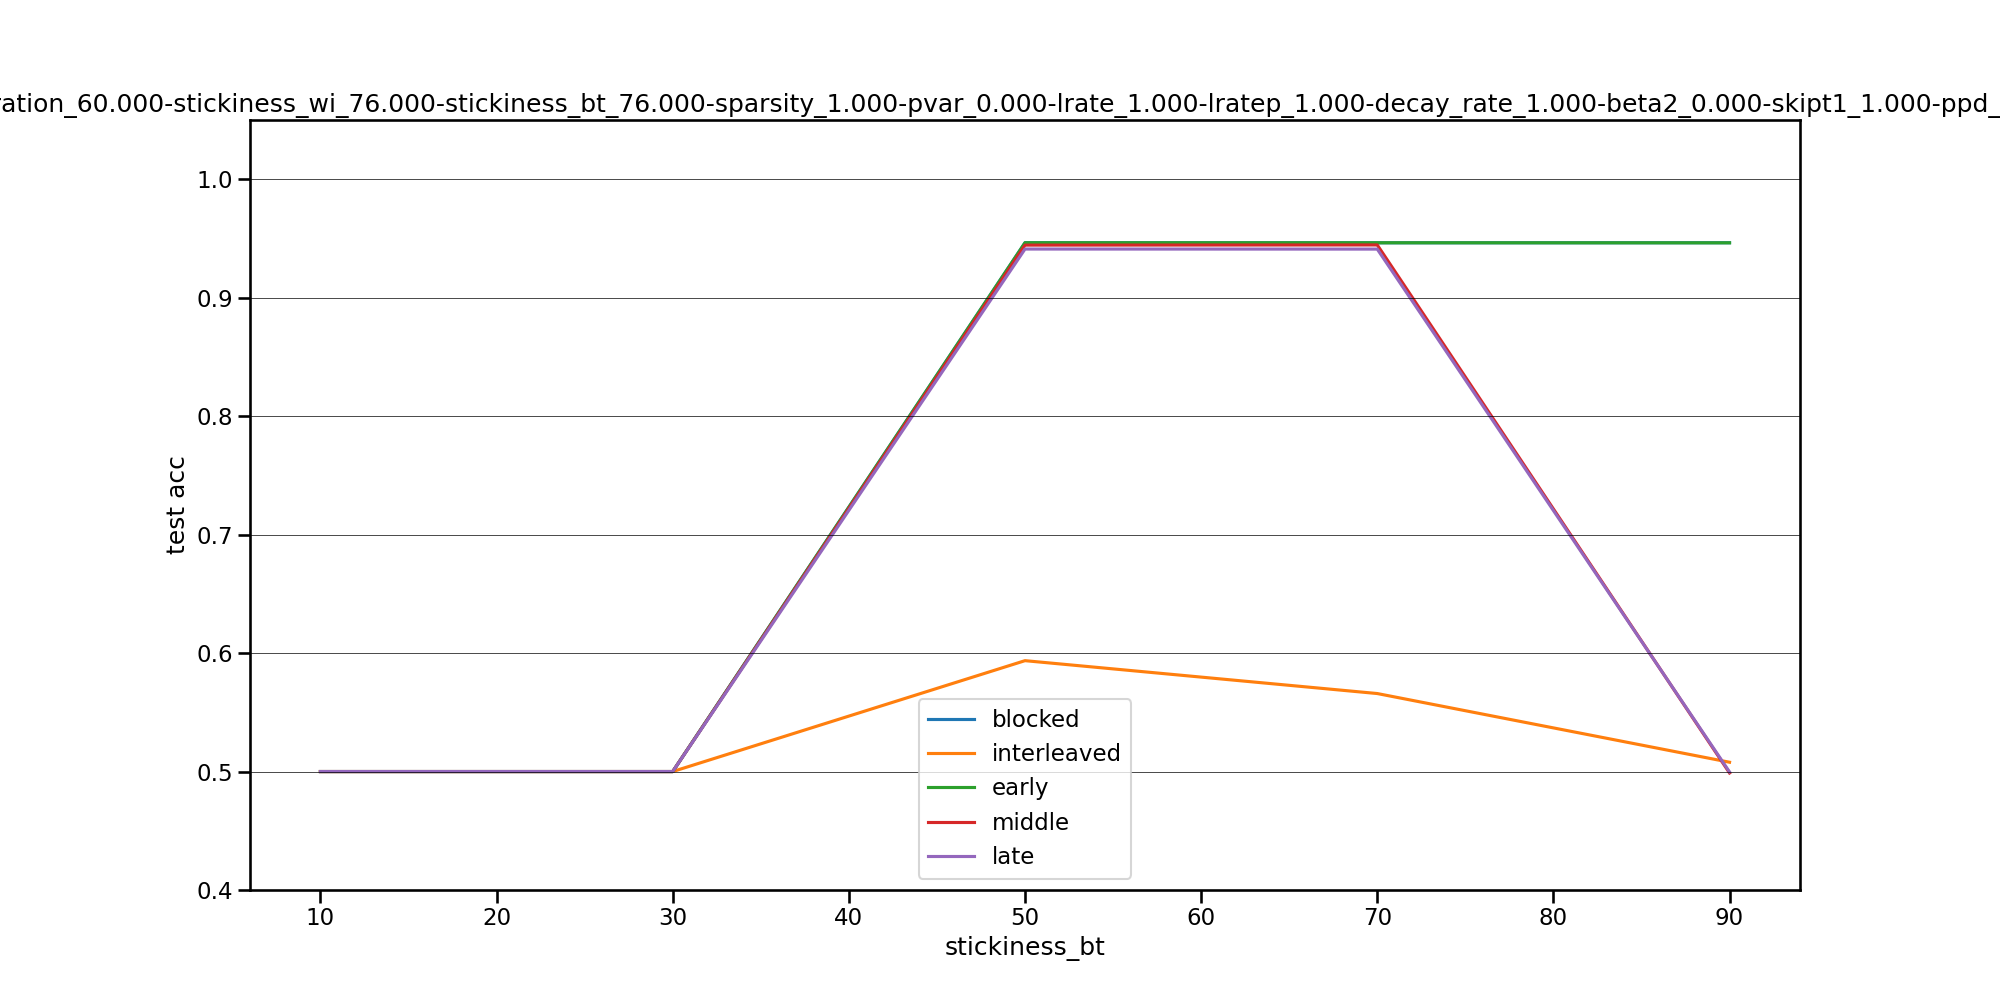 ration_60.000-stickiness_wi_76.000-stickiness_bt_76.000-sparsity_1.000-pvar_0.000-lrate_1.000-lratep_1.000-decay_rate_1.000-beta2_0.000-skipt1_1.000-ppd_
1.0
0.9
0.8
0.7
0.6
0.5
0.4
test acc
blocked
interleaved
early
middle
late
10 20 30 40 50 60 70 80 90
stickiness_bt